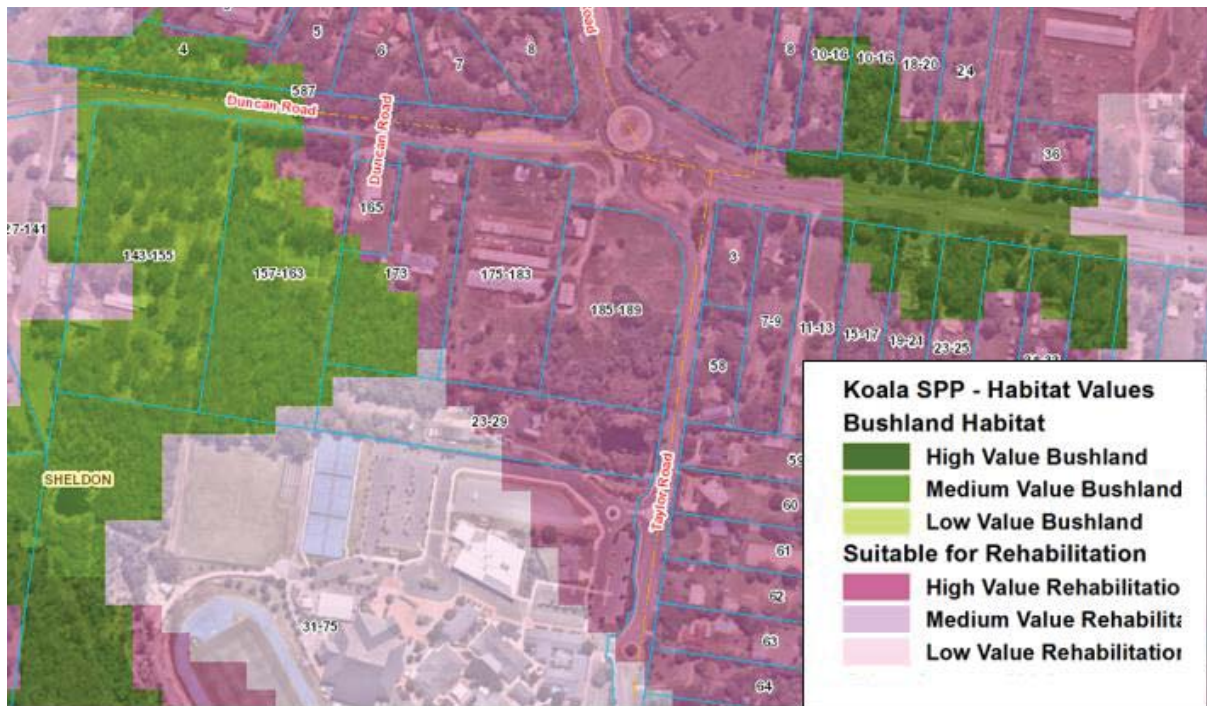 4
5
6
7
8
8
10-16
10-16
18-20
24
587
Duncan Road
Duncan Road
36
165
27-141
143-155
157-163
173
175-183
185-189
3
7-9
11-13
15-17
19-21
23-25
58
23-29
59
60
61
62
63
64
SHELDON
Taylor Road
31-75
Koala SPP - Habitat Values
Bushland Habitat
High Value Bushland
Medium Value Bushland
Low Value Bushland
Suitable for Rehabilitation
High Value Rehabilitatio
Medium Value Rehabilita
Low Value Rehabilitation